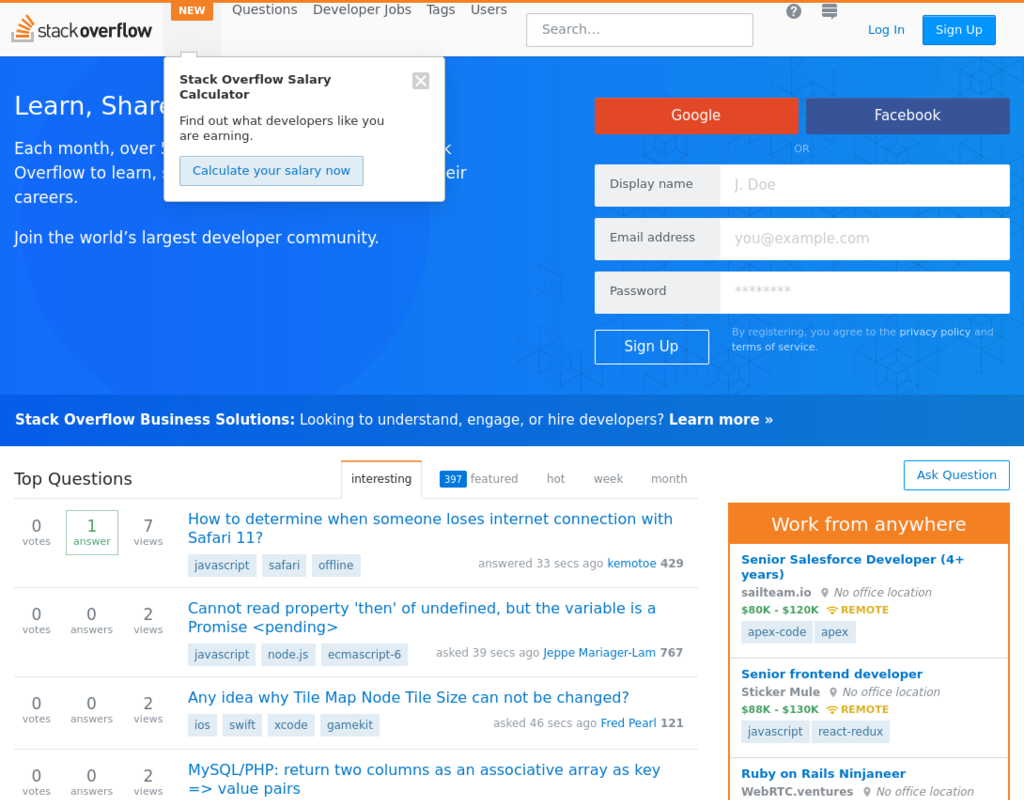 stackoverflow
NEW
Questions
Developer Jobs
Tags
Users
Search...
?
Log In
Sign Up
Stack Overflow Salary
Calculator
Find out what developers like you
are earning.
Calculate your salary now
Learn, Share
Each month, over
Overflow to learn,
careers.
Join the world’s largest developer community.
Google
Facebook
OR
Display name
J. Doe
Email address
you@example.com
Password
********
Sign Up
By registering, you agree to the privacy policy and
terms of service.
Stack Overflow Business Solutions: Looking to understand, engage, or hire developers? Learn more »
Top Questions
interesting
397 featured
hot
week
month
Ask Question
0 votes
1 answer
7 views
How to determine when someone loses internet connection with
Safari 11?
javascript safari offline
answered 33 secs ago kemotoe 429
0 votes
0 answers
2 views
Cannot read property 'then' of undefined, but the variable is a
Promise <pending>
javascript node.js ecmascript-6
asked 39 secs ago Jeppe Mariager-Lam 767
0 votes
0 answers
2 views
Any idea why Tile Map Node Tile Size can not be changed?
ios swift xcode gamekit
asked 46 secs ago Fred Pearl 121
0 votes
0 answers
2 views
MySQL/PHP: return two columns as an associative array as key
=> value pairs
Work from anywhere
Senior Salesforce Developer (4+
years)
sailteam.io No office location
$80K - $120K REMOTE
apex-code apex
Senior frontend developer
Sticker Mule No office location
$88K - $130K REMOTE
javascript react-redux
Ruby on Rails Ninjaneer
WebRTC.ventures No office location